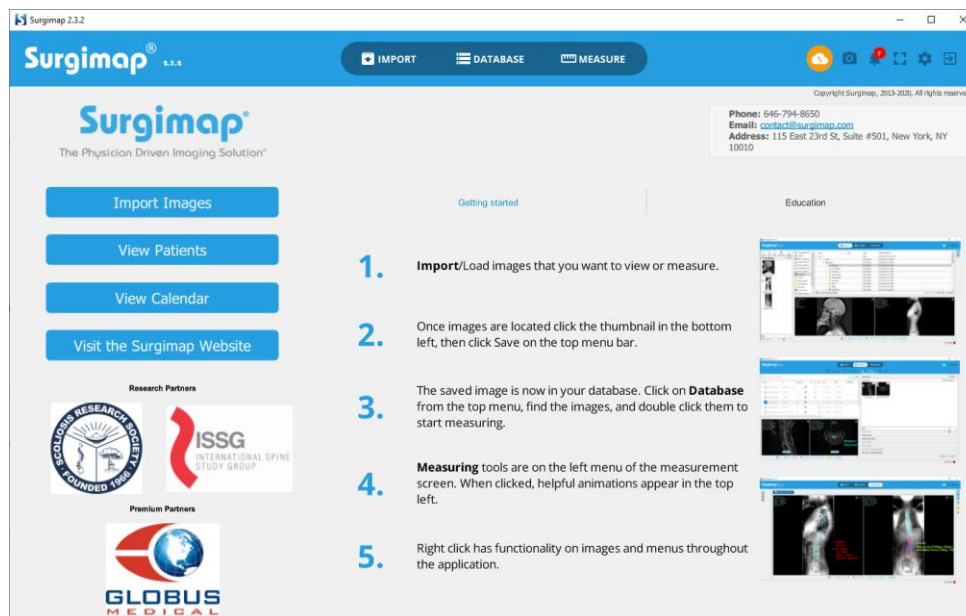 Surgimap 2.3.2
Surgimap® 2.3.2
IMPORT
DATABASE
MEASURE
7
Copyright Surgimap, 2013-2020, All rights reserve
Surgimap®
The Physician Driven Imaging Solution®
Phone: 646-794-8650
Email: contact@surgimap.com
Address: 115 East 23rd St, Suite #501, New York, NY
10010
Import Images
View Patients
View Calendar
Visit the Surgimap Website
Research Partners
SCOLIOSIS RESEARCH SOCIETY
FOUNDED 1966
ISSG
INTERNATIONAL SPINE
STUDY GROUP
Premium Partners
GLOBUS
MEDICAL
Getting started
Education
1.
Import/Load images that you want to view or measure.
2.
Once images are located click the thumbnail in the bottom
left, then click Save on the top menu bar.
3.
The saved image is now in your database. Click on Database
from the top menu, find the images, and double click them to
start measuring.
4.
Measuring tools are on the left menu of the measurement
screen. When clicked, helpful animations appear in the top
left.
5.
Right click has functionality on images and menus throughout
the application.